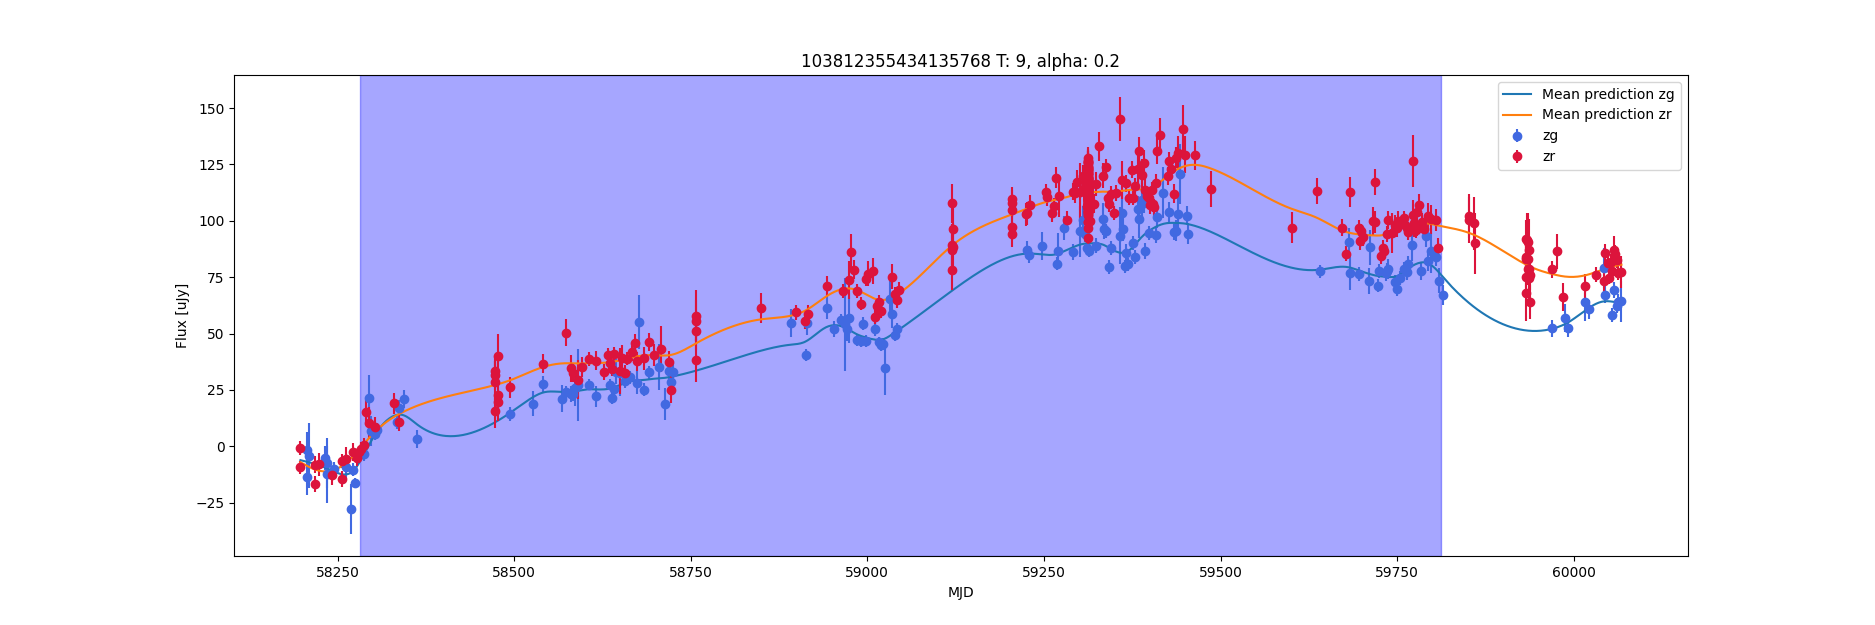 103812355434135768 T: 9, alpha: 0.2
Mean prediction zg
Mean prediction zr
zg
zr
150
125
100
75
50
25
0
−25
Flux [uJy]
58250
58500
58750
59000
59250
59500
59750
60000
MJD